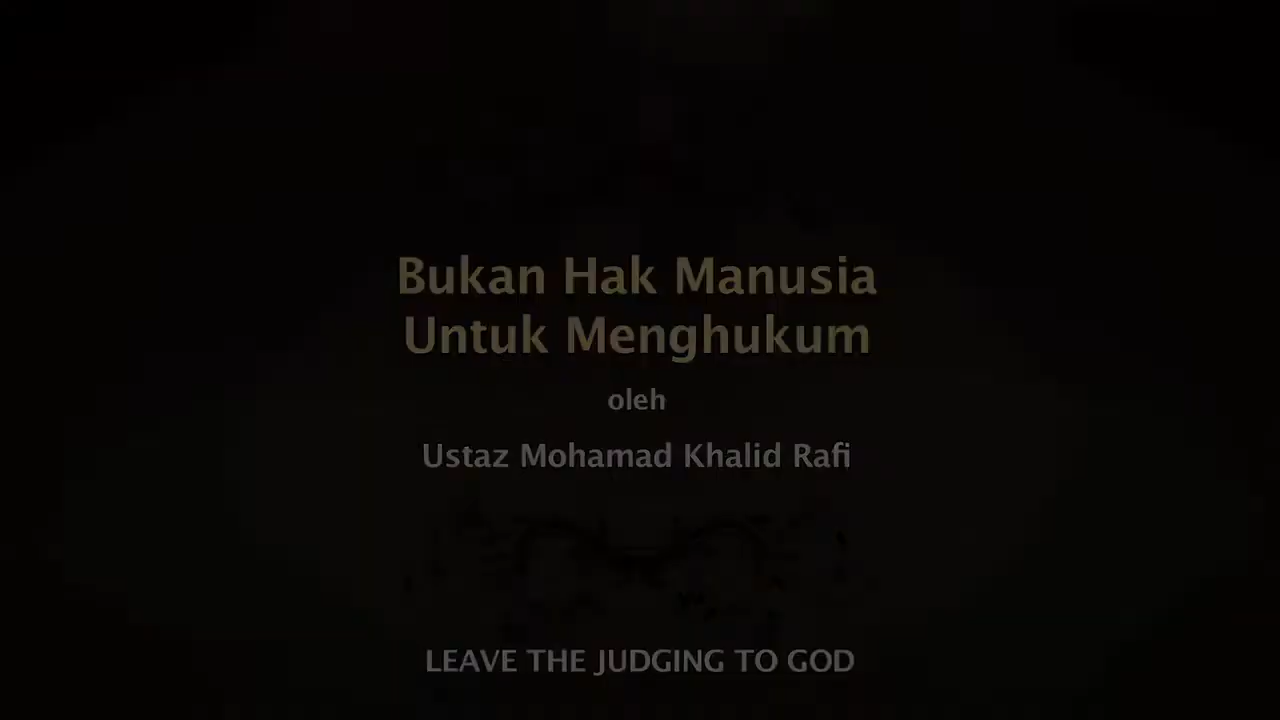 Bukan Hak Manusia
Untuk Menghukum
oleh
Ustaz Mohamad Khalid Rafi
LEAVE THE JUDGING TO GOD